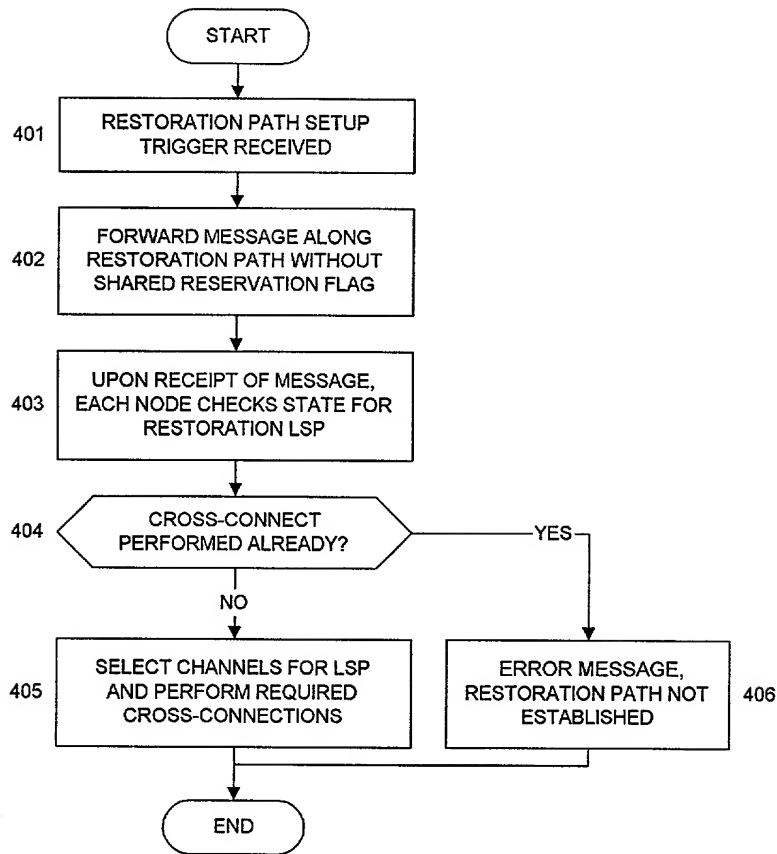 START
401
RESTORATION PATH SETUP
TRIGGER RECEIVED
402
FORWARD MESSAGE ALONG
RESTORATION PATH WITHOUT
SHARED RESERVATION FLAG
403
UPON RECEIPT OF MESSAGE,
EACH NODE CHECKS STATE FOR
RESTORATION LSP
404
CROSS-CONNECT
PERFORMED ALREADY?
YES
NO
405
SELECT CHANNELS FOR LSP
AND PERFORM REQUIRED
CROSS-CONNECTIONS
ERROR MESSAGE,
RESTORATION PATH NOT
ESTABLISHED
406
END